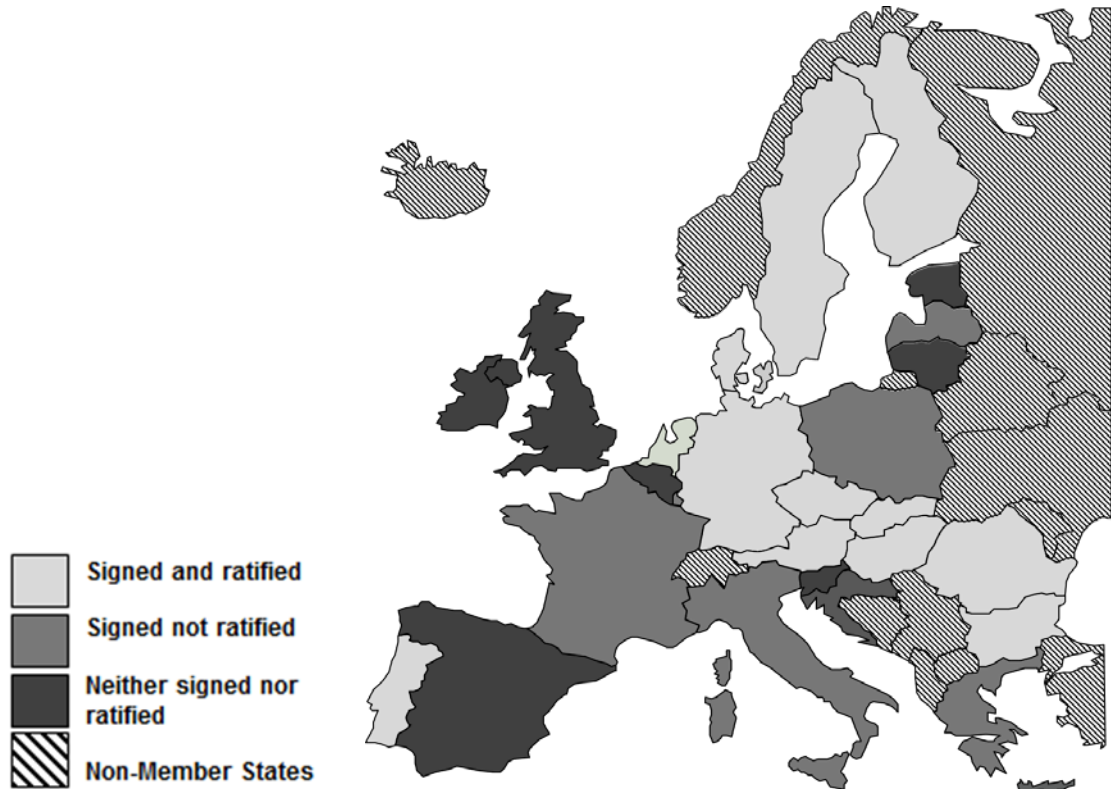 Signed and ratified
Signed not ratified
Neither signed nor
ratified
Non-Member States